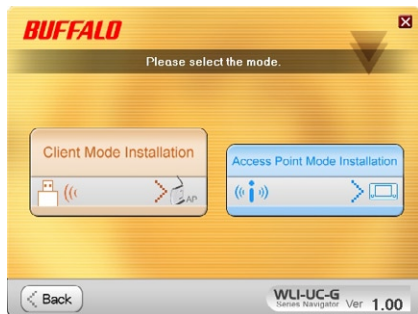 BUFFALO
Please select the mode.
Client Mode Installation
AP
Access Point Mode Installation
Back
WLI-UC-G
Series Navigator Ver 1.00